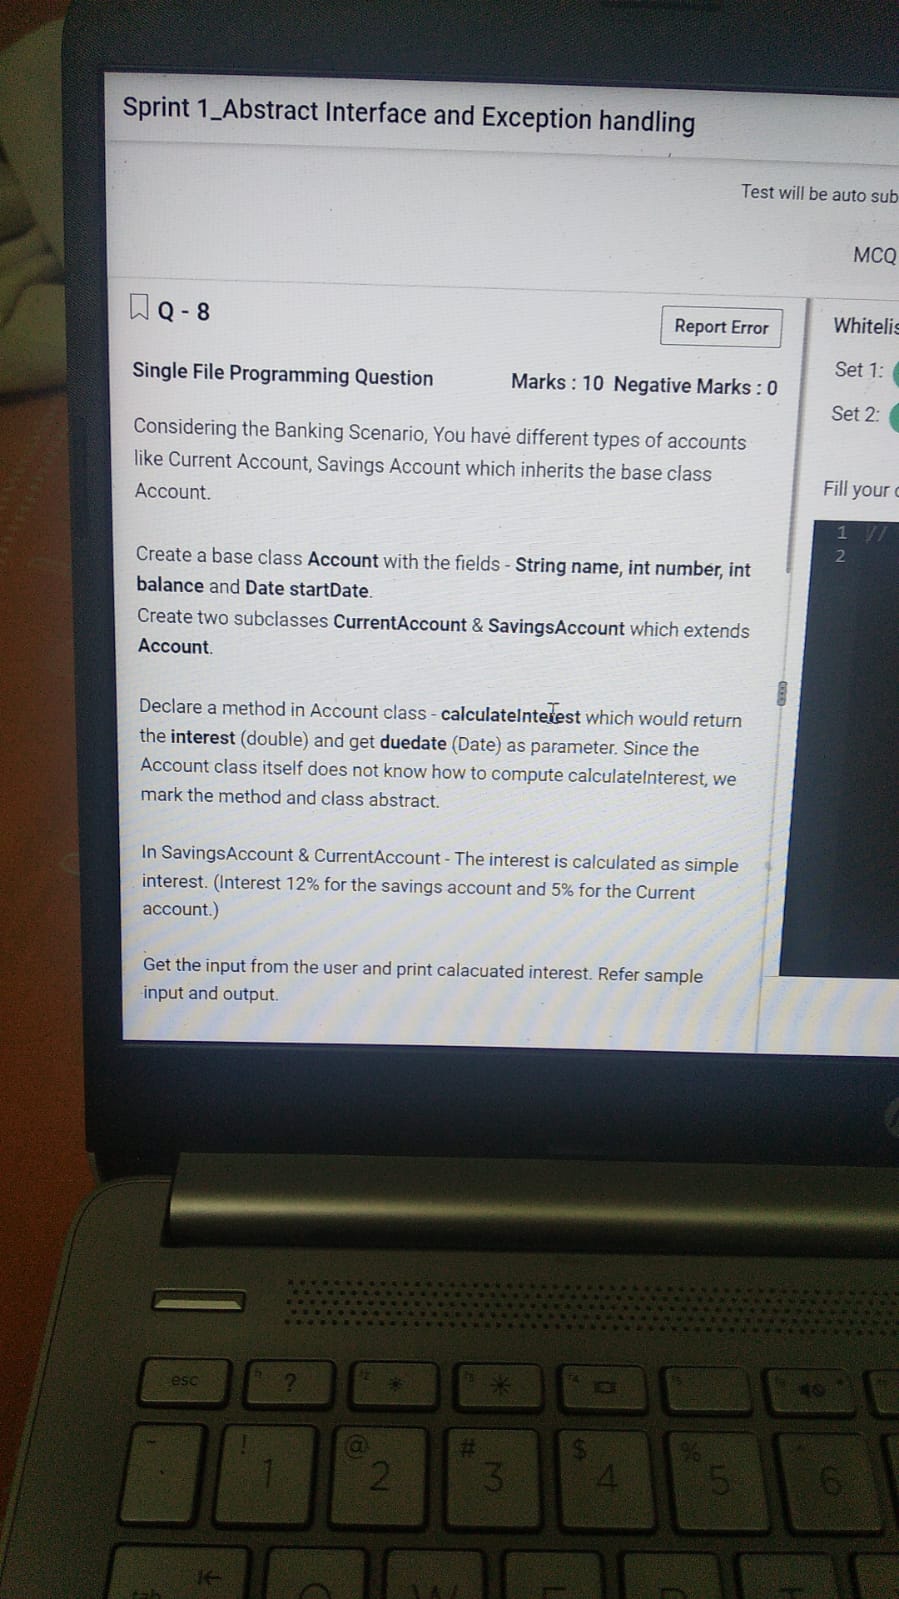 Sprint 1_Abstract Interface and Exception handling
Test will be auto sub
MCQ
Q - 8
Report Error
Single File Programming Question
Marks : 10 Negative Marks : 0
Considering the Banking Scenario, You have different types of accounts
like Current Account, Savings Account which inherits the base class
Account.
Create a base class Account with the fields - String name, int number, int
balance and Date startDate.
Create two subclasses CurrentAccount & SavingsAccount which extends
Account.
Declare a method in Account class - calculateInterest which would return
the interest (double) and get duedate (Date) as parameter. Since the
Account class itself does not know how to compute calculateInterest, we
mark the method and class abstract.
In SavingsAccount & CurrentAccount - The interest is calculated as simple
interest. (Interest 12% for the savings account and 5% for the Current
account.)
Get the input from the user and print calacuated interest. Refer sample
input and output.
Whitelis
Set 1:
Set 2:
Fill your
1 //
2
esc
?
! 1
@ 2
# 3
$ 4
% 5
6
tab